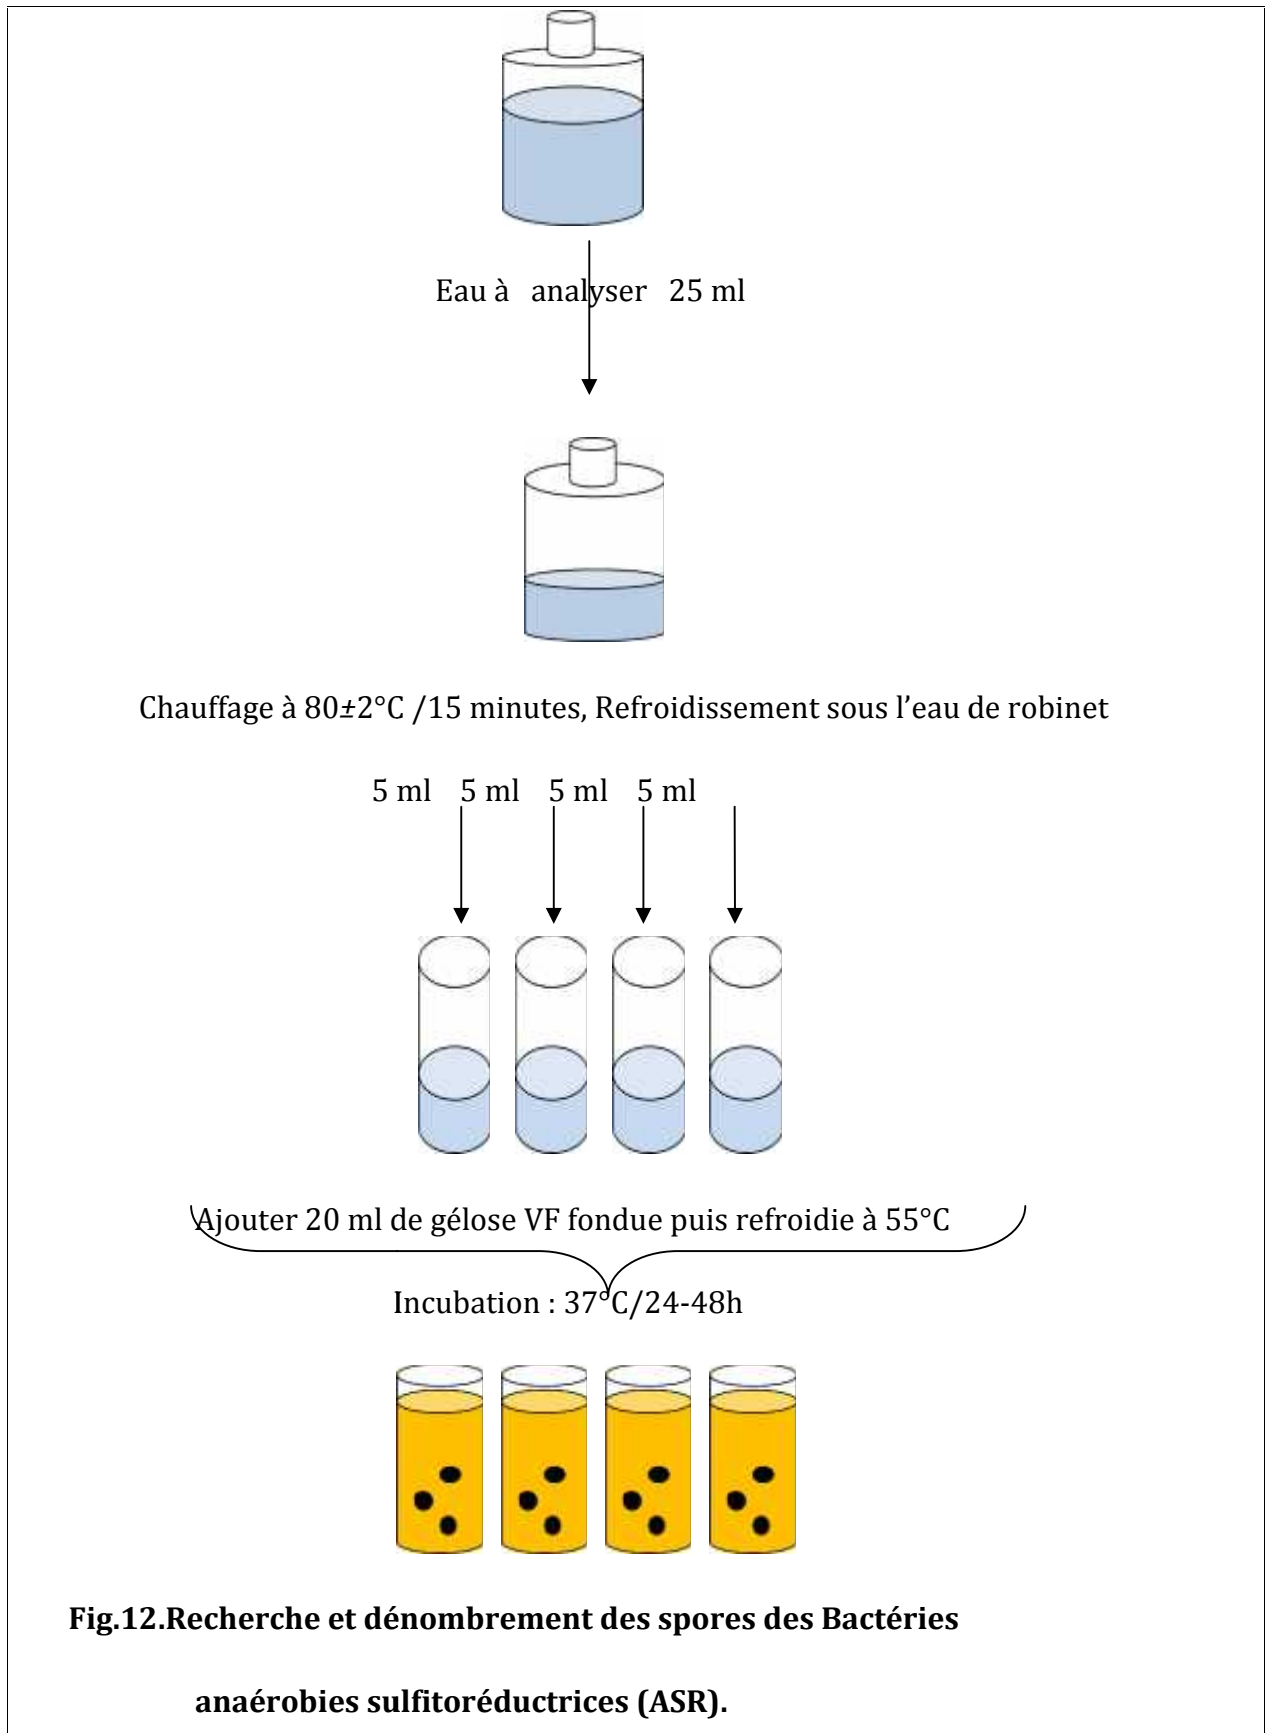 Eau à analyser 25 ml
Chauffage à 80±2°C /15 minutes, Refroidissement sous l’eau de robinet
5 ml 5 ml 5 ml 5 ml
Ajouter 20 ml de gélose VF fondue puis refroidie à 55°C
Incubation : 37°C/24-48h
Fig.12.Recherche et dénombrement des spores des Bactéries
anaérobies sulfitoréductrices (ASR).